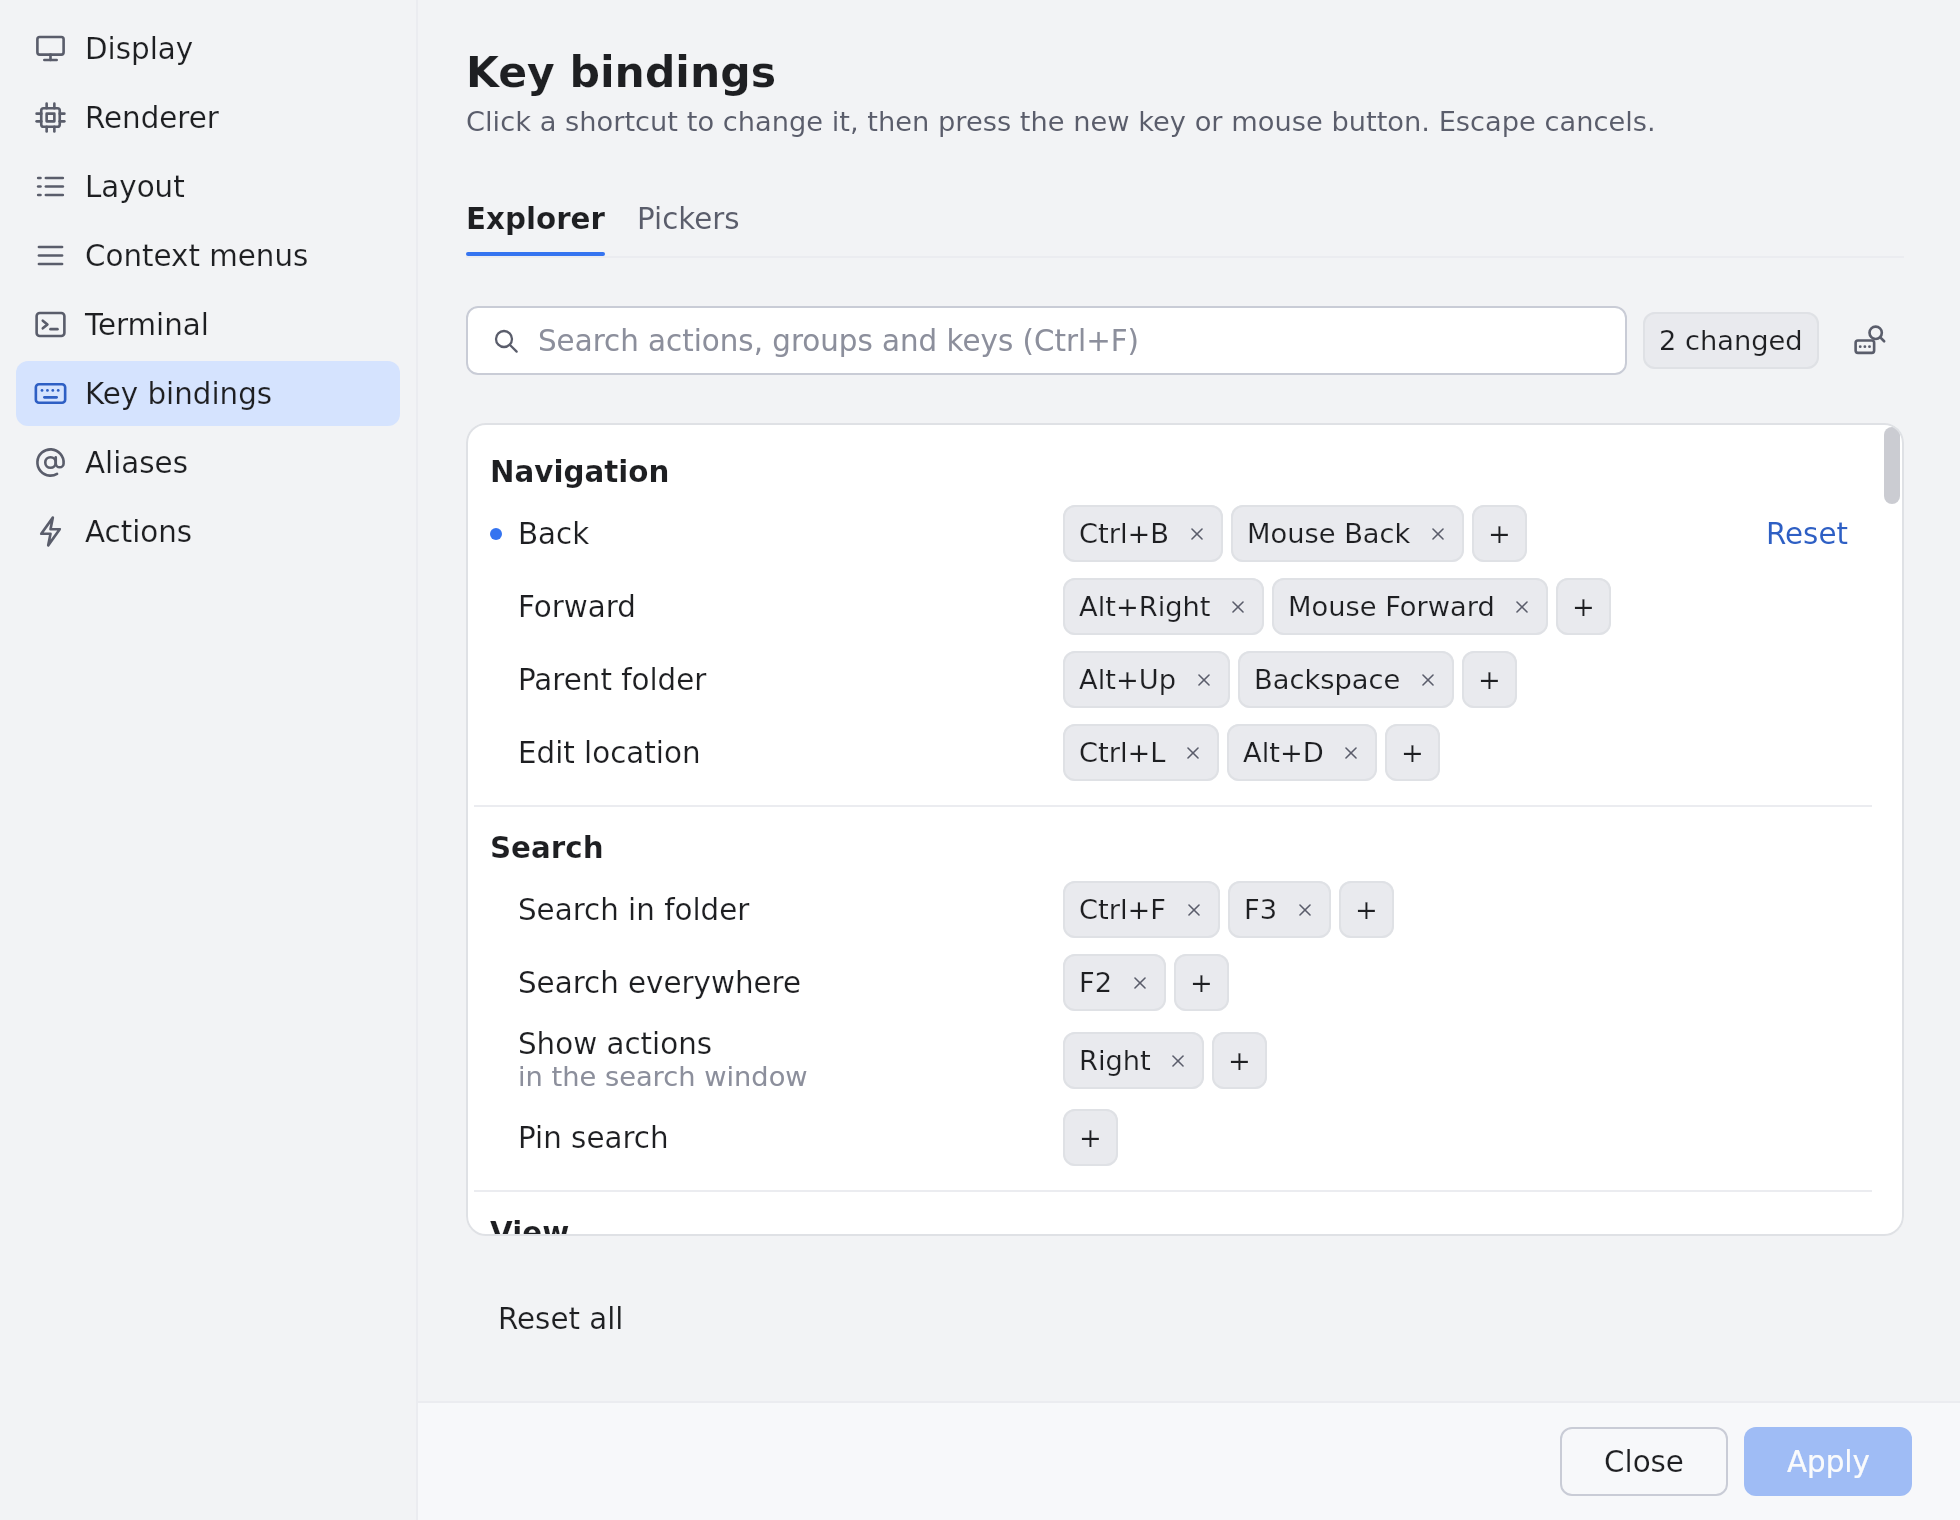 Display
Renderer
Layout
Context menus
Terminal
Key bindings
Aliases
Actions
Key bindings
Click a shortcut to change it, then press the new key or mouse button. Escape cancels.
Explorer Pickers
Search actions, groups and keys (Ctrl+F) 2 changed
Navigation
Back Ctrl+B × Mouse Back × + Reset
Forward Alt+Right × Mouse Forward × +
Parent folder Alt+Up × Backspace × +
Edit location Ctrl+L × Alt+D × +
Search
Search in folder Ctrl+F × F3 × +
Search everywhere F2 × +
Show actions Right × +
in the search window
Pin search +
View
Reset all
Close Apply